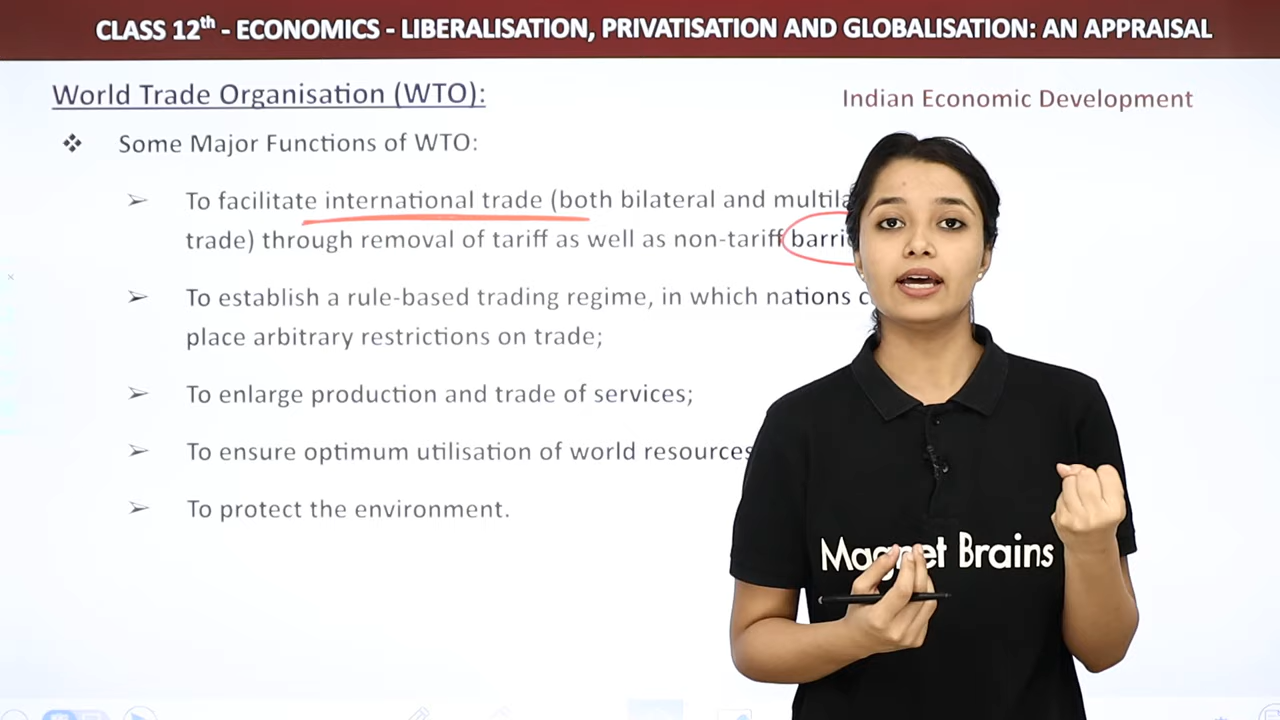 CLASS 12th - ECONOMICS - LIBERALISATION, PRIVATISATION AND GLOBALISATION: AN APPRAISAL
World Trade Organisation (WTO):
Indian Economic Development
❖ Some Major Functions of WTO:
➢ To facilitate international trade (both bilateral and
trade) through removal of tariff as well as non-tariff
➢ To establish a rule-based trading regime, in which nations
place arbitrary restrictions on trade;
➢ To enlarge production and trade of services;
➢ To ensure optimum utilisation of world resources
➢ To protect the environment.
Magnet Brains